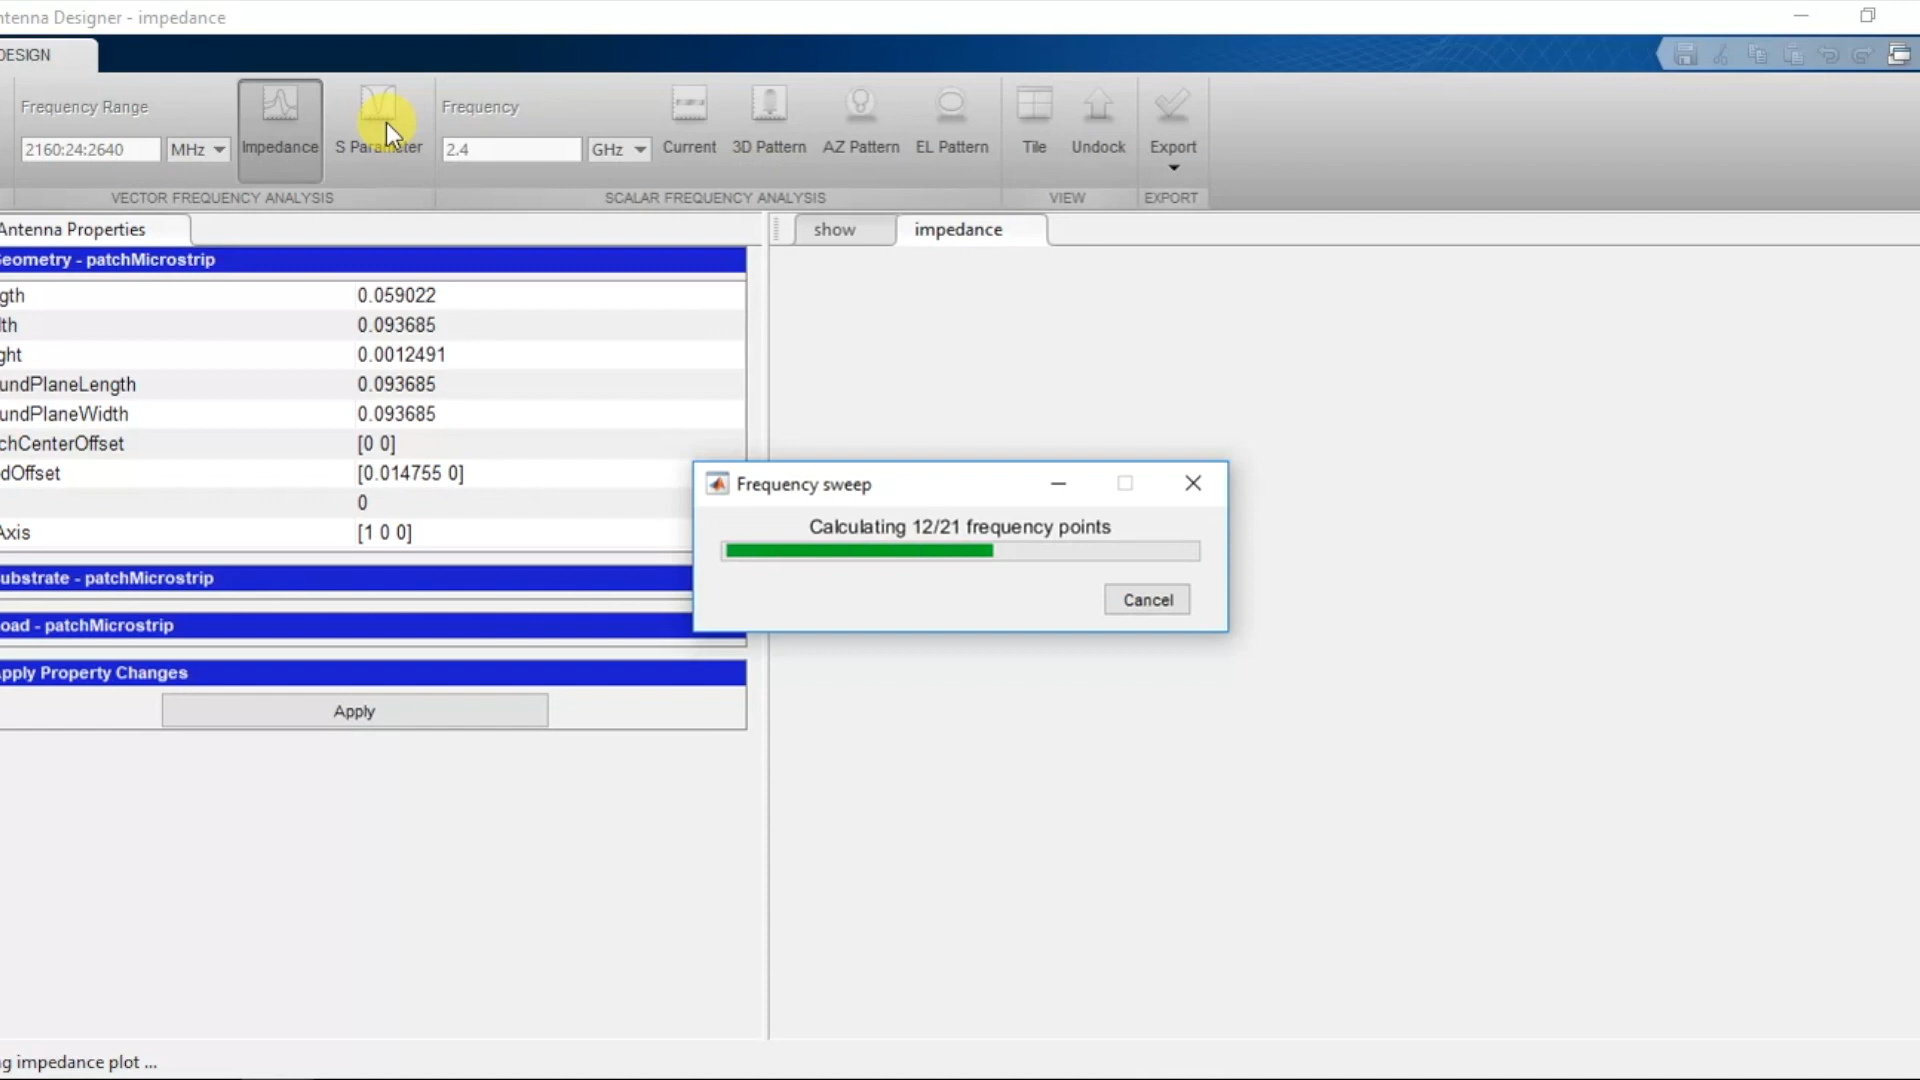 ntenna Designer - impedance
DESIGN
Frequency Range
2160:24:2640
MHz
Impedance
S Parameter
Frequency
2.4
GHz
Current
3D Pattern
AZ Pattern
EL Pattern
Tile
Undock
Export
VECTOR FREQUENCY ANALYSIS
SCALAR FREQUENCY ANALYSIS
VIEW
EXPORT
Antenna Properties
show
impedance
Geometry - patchMicrostrip
gth 0.059022
lth 0.093685
ght 0.0012491
undPlaneLength 0.093685
undPlaneWidth 0.093685
chCenterOffset [0 0]
dOffset [0.014755 0]
0
Axis [1 0 0]
ubstrate - patchMicrostrip
oad - patchMicrostrip
pply Property Changes
Apply
Frequency sweep
Calculating 12/21 frequency points
Cancel
g impedance plot ...